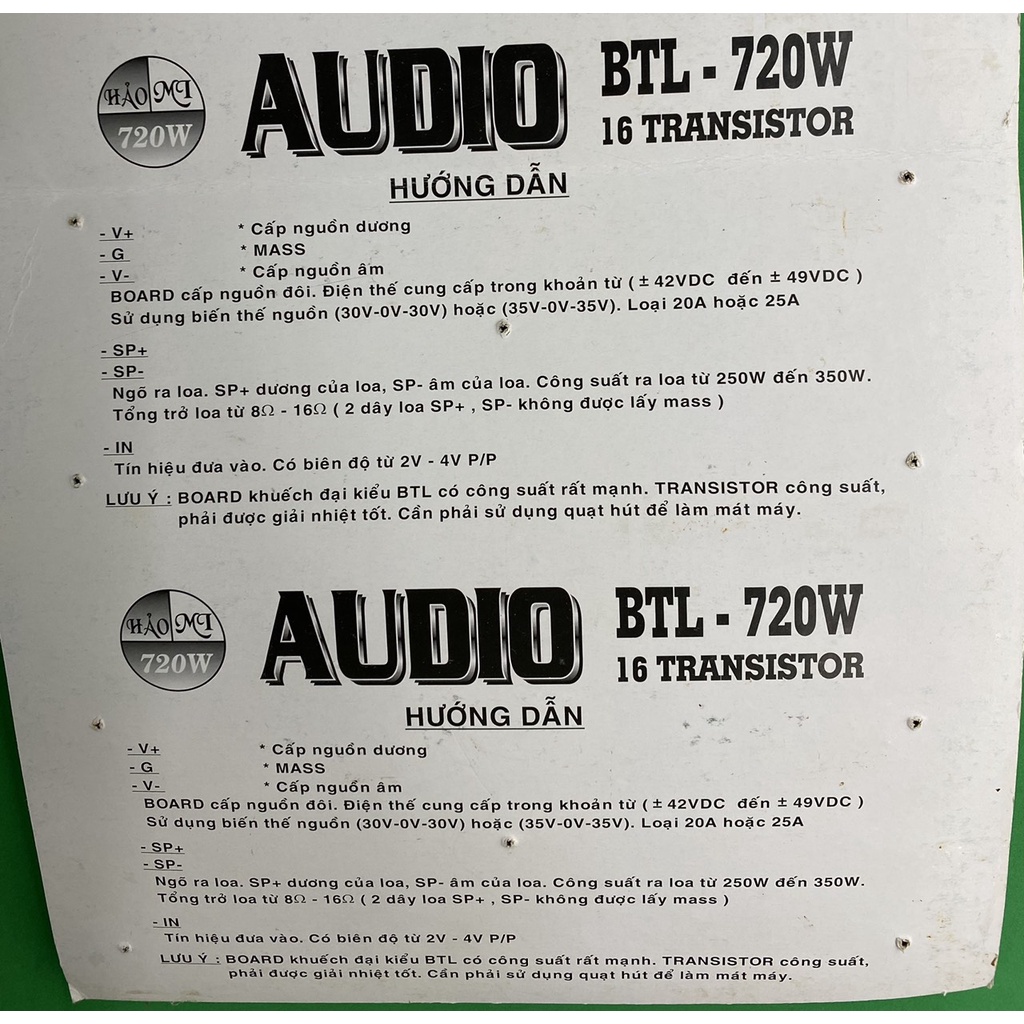 HẢO MI
720W
AUDIO
BTL - 720W
16 TRANSISTOR
HƯỚNG DẪN
- V+ * Cấp nguồn dương
- G * MASS
- V- * Cấp nguồn âm
BOARD cấp nguồn đôi. Điện thế cung cấp trong khoản từ ( ± 42VDC đến ± 49VDC )
Sử dụng biến thế nguồn (30V-0V-30V) hoặc (35V-0V-35V). Loại 20A hoặc 25A
- SP+
- SP-
Ngõ ra loa. SP+ dương của loa, SP- âm của loa. Công suất ra loa từ 250W đến 350W.
Tổng trở loa từ 8Ω - 16Ω ( 2 dây loa SP+ , SP- không được lấy mass )
- IN
Tín hiệu đưa vào. Có biên độ từ 2V - 4V P/P
LƯU Ý : BOARD khuếch đại kiểu BTL có công suất rất mạnh. TRANSISTOR công suất,
phải được giải nhiệt tốt. Cần phải sử dụng quạt hút để làm mát máy.
HẢO MI
720W
AUDIO
BTL - 720W
16 TRANSISTOR
HƯỚNG DẪN
- V+ * Cấp nguồn dương
- G * MASS
- V- * Cấp nguồn âm
BOARD cấp nguồn đôi. Điện thế cung cấp trong khoản từ ( ± 42VDC đến ± 49VDC )
Sử dụng biến thế nguồn (30V-0V-30V) hoặc (35V-0V-35V). Loại 20A hoặc 25A
- SP+
- SP-
Ngõ ra loa. SP+ dương của loa, SP- âm của loa. Công suất ra loa từ 250W đến 350W.
Tổng trở loa từ 8Ω - 16Ω ( 2 dây loa SP+ , SP- không được lấy mass )
- IN
Tín hiệu đưa vào. Có biên độ từ 2V - 4V P/P
LƯU Ý : BOARD khuếch đại kiểu BTL có công suất rất mạnh. TRANSISTOR công suất,
phải được giải nhiệt tốt. Cần phải sử dụng quạt hút để làm mát máy.